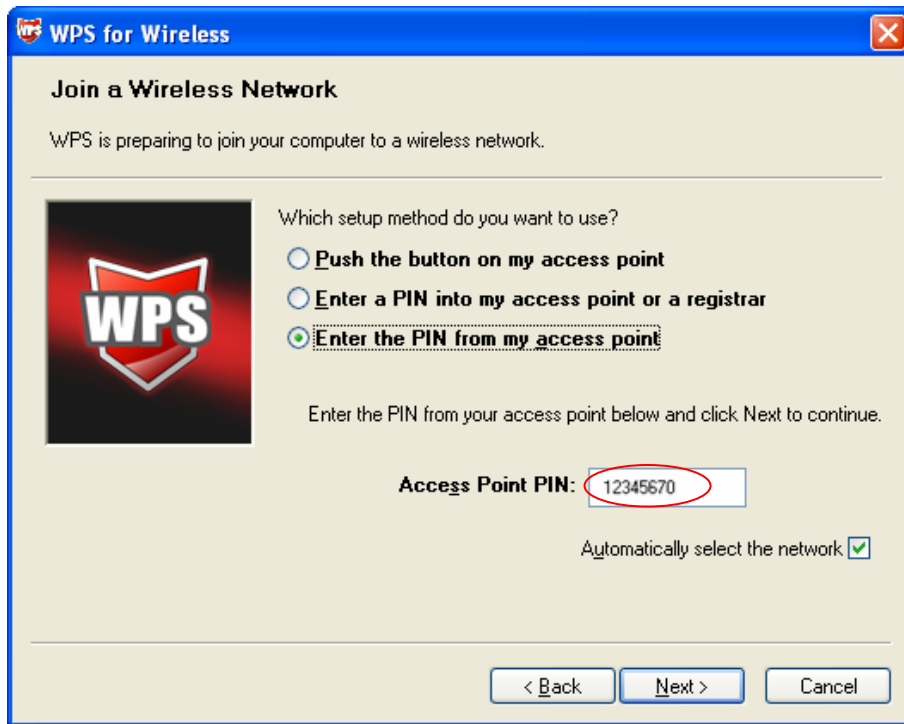 WPS for Wireless
Join a Wireless Network
WPS is preparing to join your computer to a wireless network.
WPS
Which setup method do you want to use?
Push the button on my access point
Enter a PIN into my access point or a registrar
Enter the PIN from my access point
Enter the PIN from your access point below and click Next to continue.
Access Point PIN: 12345670
Automatically select the network
< Back Next > Cancel